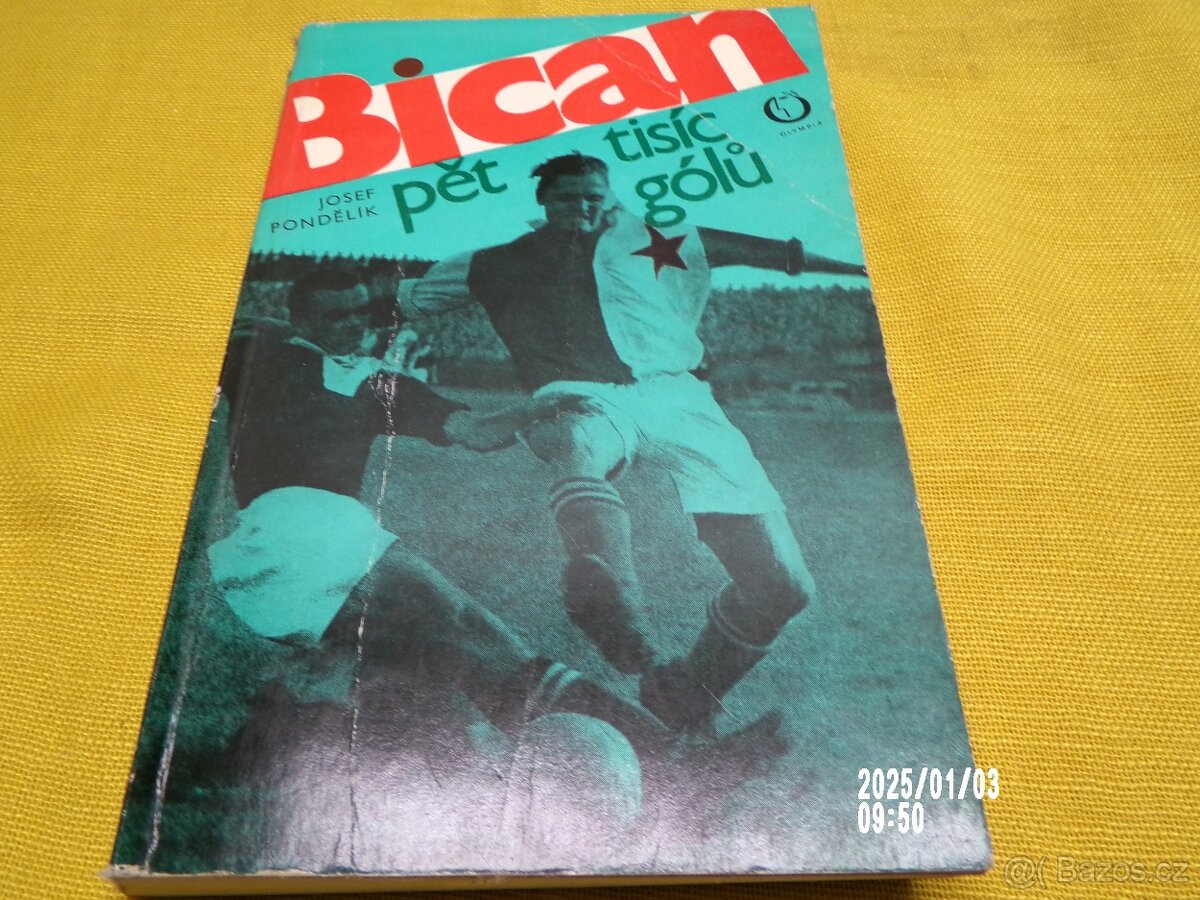 Bican
pět tisíc
gólů
JOSEF
PONDĚLÍK
OLYMPIA
2025/01/03
09:50
@( Bazos.cz